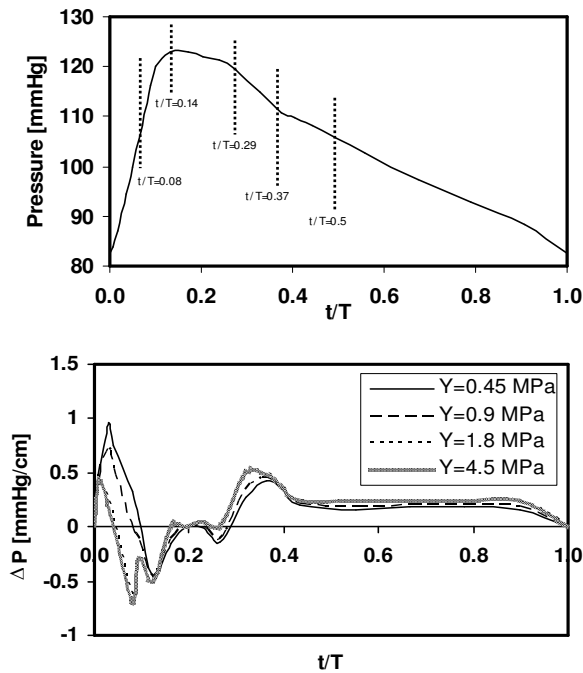 130
120
110
100
90
80
Pressure [mmHg]
t/T=0.14
t/T=0.08
t/T=0.29
t/T=0.37
t/T=0.5
0.0 0.2 0.4 0.6 0.8 1.0
t/T
1.5
1
0.5
0
-0.5
-1
Δ P [mmHg/cm]
Y=0.45 MPa
Y=0.9 MPa
Y=1.8 MPa
Y=4.5 MPa
0.0 0.2 0.4 0.6 0.8 1.0
t/T